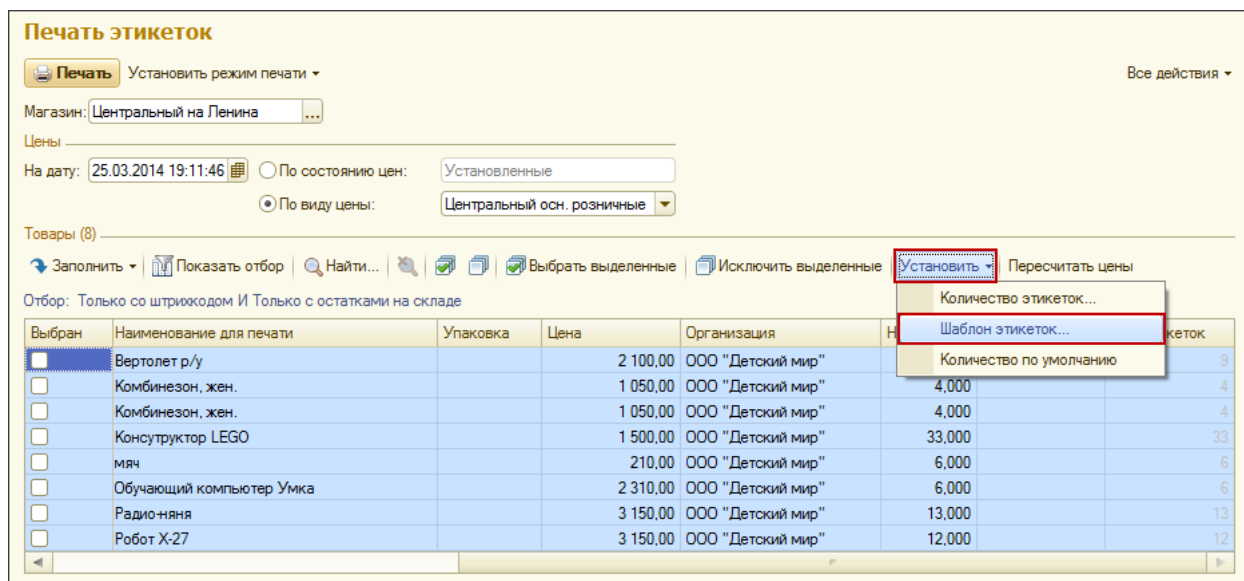 Печать этикеток
Печать Установить режим печати Все действия
Магазин: Центральный на Ленина ...
Цены
На дату: 25.03.2014 19:11:46 По состоянию цен: Установленные
По виду цены: Центральный осн. розничные
Товары (8)
Заполнить Показать отбор Найти... Выбрать выделенные Исключить выделенные Установить Пересчитать цены
Отбор: Только со штрихкодом И Только с остатками на складе
Количество этикеток...
Шаблон этикеток...
Количество по умолчанию
Выбран Наименование для печати Упаковка Цена Организация Н кеток
Вертолет р/у 2 100,00 ООО "Детский мир" 9
Комбинезон, жен. 1 050,00 ООО "Детский мир" 4,000 4
Комбинезон, жен. 1 050,00 ООО "Детский мир" 4,000 4
Консутруктор LEGO 1 500,00 ООО "Детский мир" 33,000 33
мяч 210,00 ООО "Детский мир" 6,000 6
Обучающий компьютер Умка 2 310,00 ООО "Детский мир" 6,000 6
Радио-няня 3 150,00 ООО "Детский мир" 13,000 13
Робот Х-27 3 150,00 ООО "Детский мир" 12,000 12